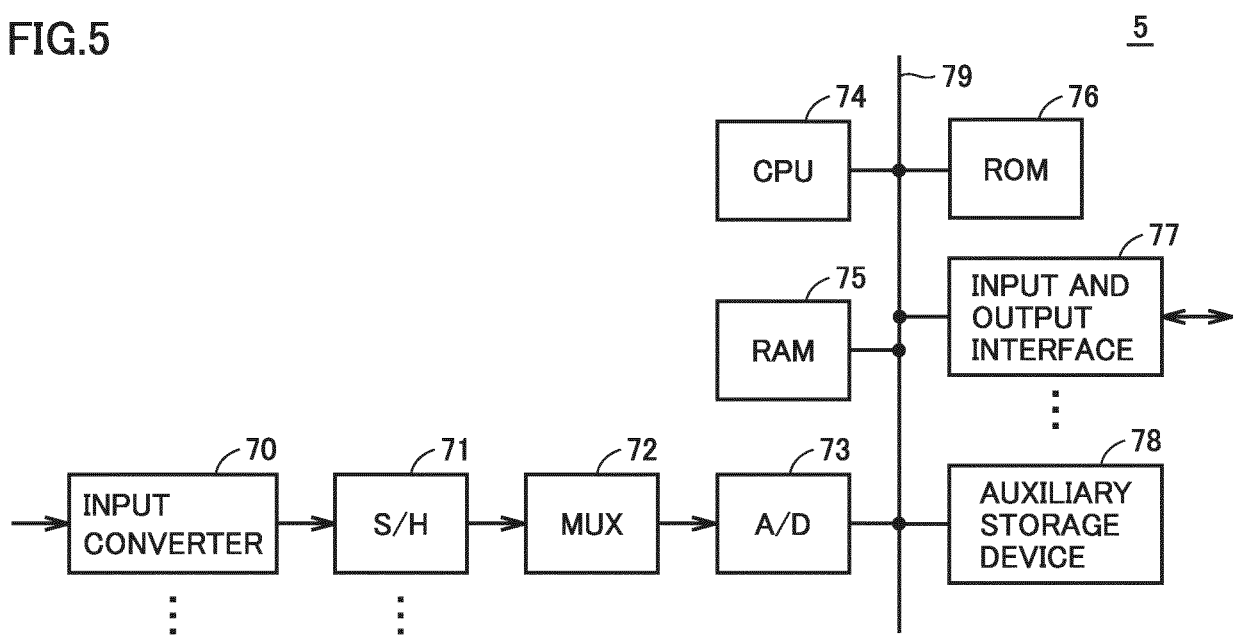 FIG.5
5
79
74
CPU
76
ROM
77
INPUT AND
OUTPUT
INTERFACE
75
RAM
70
INPUT
CONVERTER
71
S/H
72
MUX
73
A/D
78
AUXILIARY
STORAGE
DEVICE